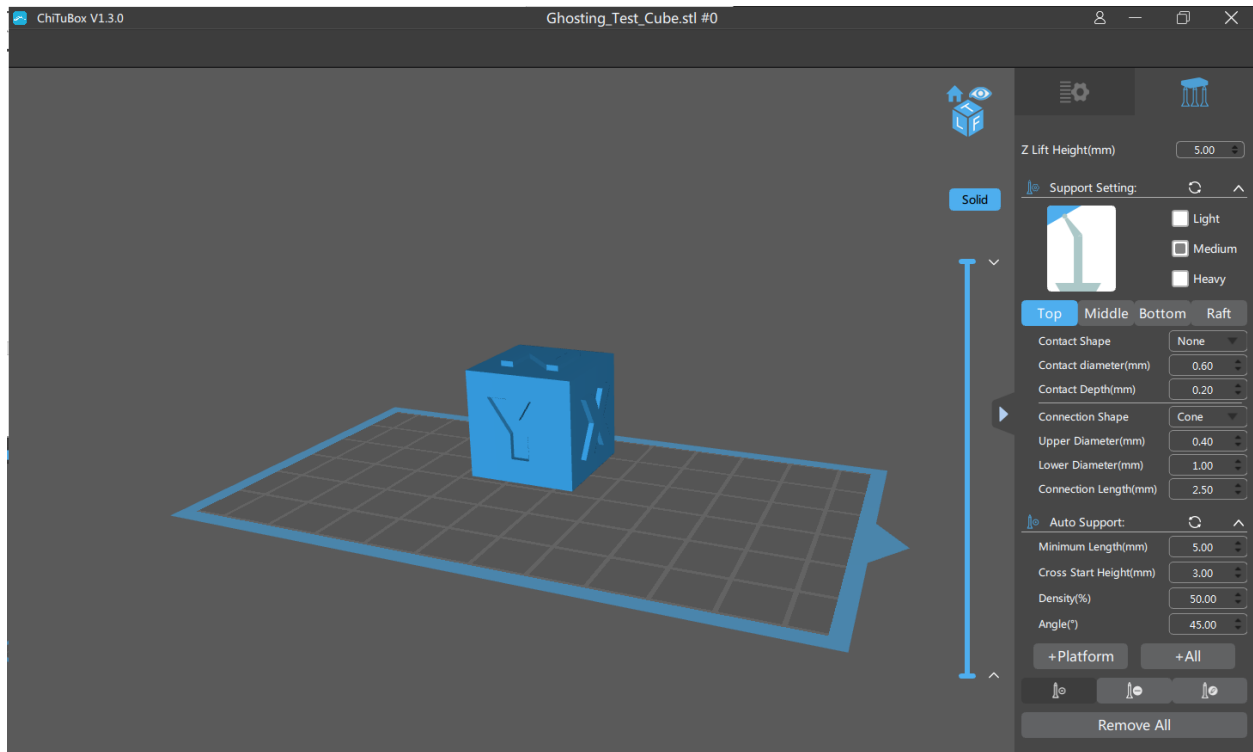 ChiTuBox V1.3.0
Ghosting_Test_Cube.stl #0
T
L F
Solid
Y X
Z Lift Height(mm) 5.00
Support Setting:
Light
Medium
Heavy
Top Middle Bottom Raft
Contact Shape None
Contact diameter(mm) 0.60
Contact Depth(mm) 0.20
Connection Shape Cone
Upper Diameter(mm) 0.40
Lower Diameter(mm) 1.00
Connection Length(mm) 2.50
Auto Support:
Minimum Length(mm) 5.00
Cross Start Height(mm) 3.00
Density(%) 50.00
Angle(°) 45.00
+Platform +All
Remove All